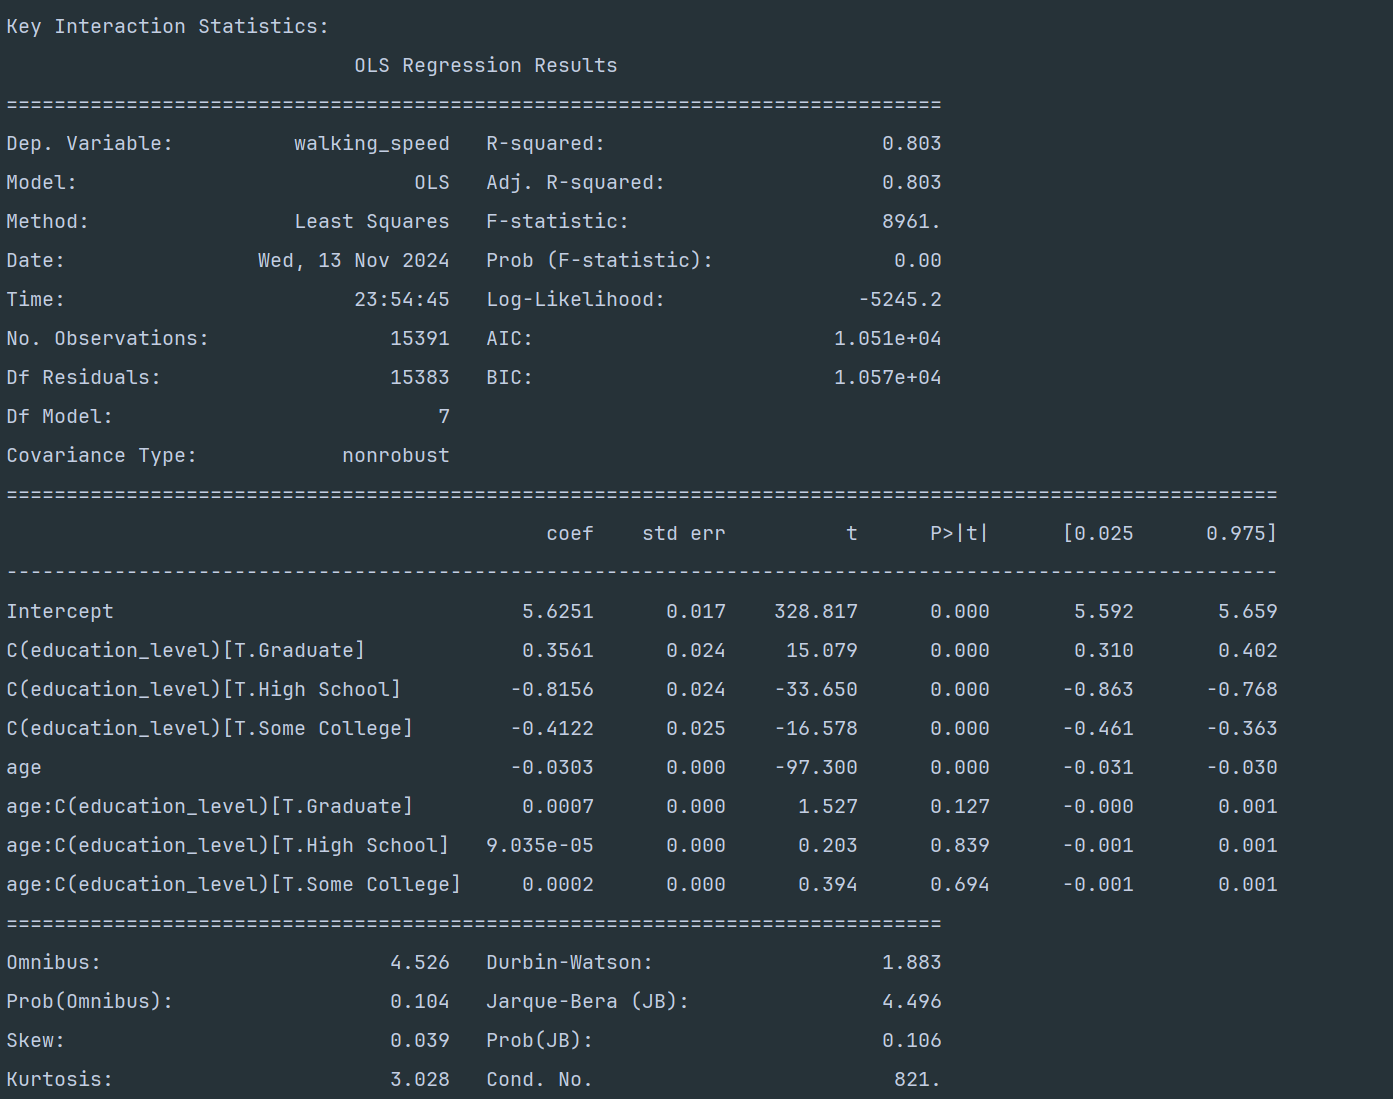 Key Interaction Statistics:
                             OLS Regression Results
==============================================================================
Dep. Variable:          walking_speed   R-squared:                       0.803
Model:                            OLS   Adj. R-squared:                  0.803
Method:                 Least Squares   F-statistic:                     8961.
Date:                Wed, 13 Nov 2024   Prob (F-statistic):               0.00
Time:                        23:54:45   Log-Likelihood:                -5245.2
No. Observations:               15391   AIC:                         1.051e+04
Df Residuals:                   15383   BIC:                         1.057e+04
Df Model:                           7
Covariance Type:            nonrobust
==========================================================================================================
                                             coef    std err          t      P>|t|      [0.025      0.975]
----------------------------------------------------------------------------------------------------------
Intercept                                  5.6251      0.017    328.817      0.000       5.592       5.659
C(education_level)[T.Graduate]             0.3561      0.024     15.079      0.000       0.310       0.402
C(education_level)[T.High School]         -0.8156      0.024    -33.650      0.000      -0.863      -0.768
C(education_level)[T.Some College]        -0.4122      0.025    -16.578      0.000      -0.461      -0.363
age                                       -0.0303      0.000    -97.300      0.000      -0.031      -0.030
age:C(education_level)[T.Graduate]         0.0007      0.000      1.527      0.127      -0.000       0.001
age:C(education_level)[T.High School]   9.035e-05      0.000      0.203      0.839      -0.001       0.001
age:C(education_level)[T.Some College]     0.0002      0.000      0.394      0.694      -0.001       0.001
==============================================================================
Omnibus:                        4.526   Durbin-Watson:                   1.883
Prob(Omnibus):                  0.104   Jarque-Bera (JB):                4.496
Skew:                           0.039   Prob(JB):                        0.106
Kurtosis:                       3.028   Cond. No.                         821.